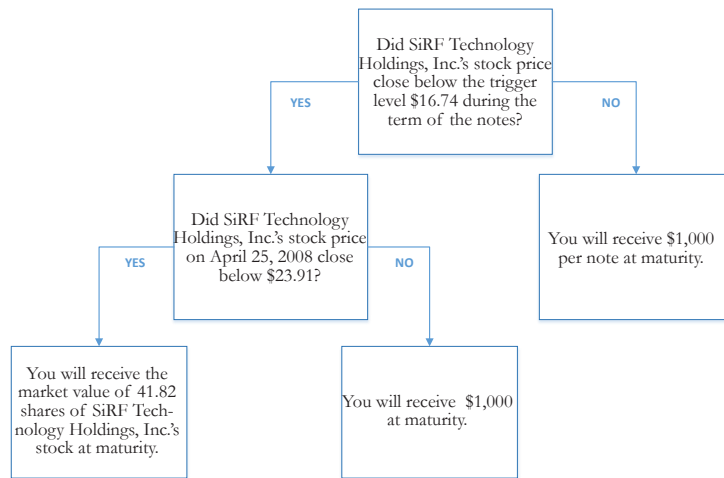 Did SiRF Technology
Holdings, Inc.'s stock price
close below the trigger
level $16.74 during the
term of the notes?
YES
NO
Did SiRF Technology
Holdings, Inc.'s stock price
on April 25, 2008 close
below $23.91?
You will receive $1,000
per note at maturity.
YES
NO
You will receive the
market value of 41.82
shares of SiRF Tech-
nology Holdings, Inc.'s
stock at maturity.
You will receive $1,000
at maturity.